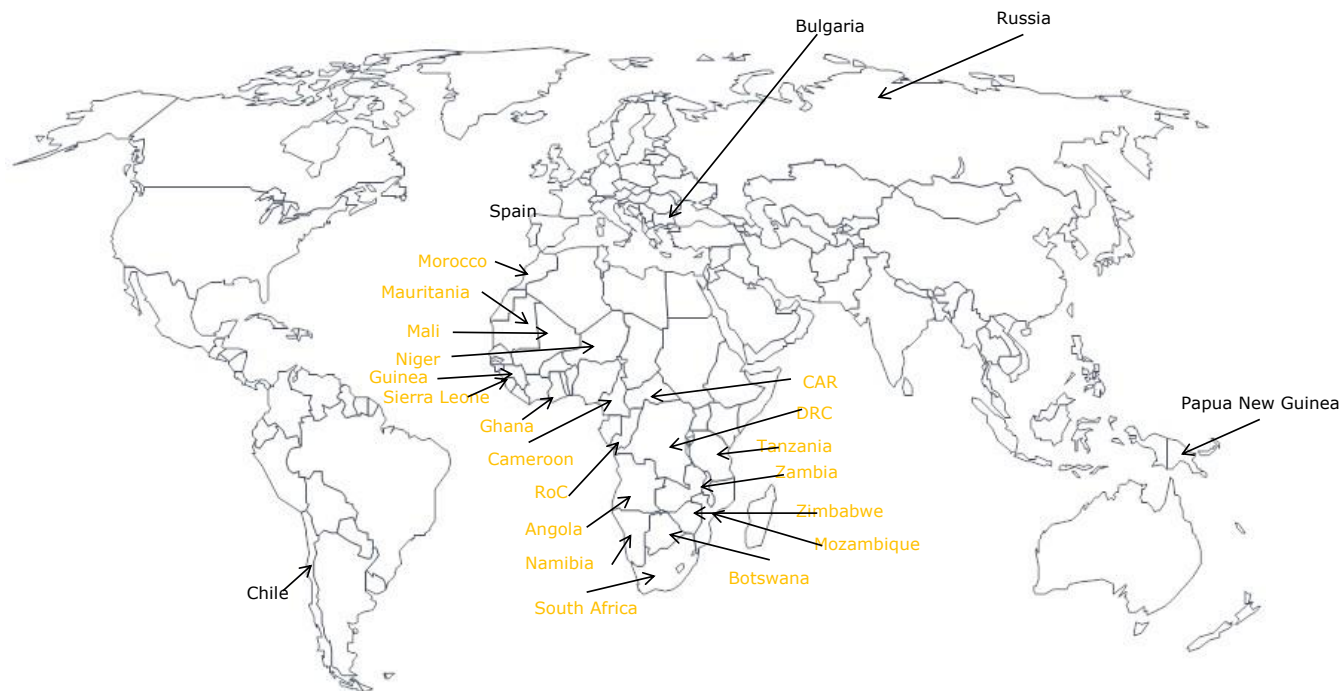 Russia
Bulgaria
Spain
Morocco
Mauritania
Mali
Niger
Guinea
Sierra Leone
CAR
Papua New Guinea
DRC
Ghana
Tanzania
Cameroon
Zambia
RoC
Zimbabwe
Angola
Mozambique
Namibia
Botswana
Chile
South Africa